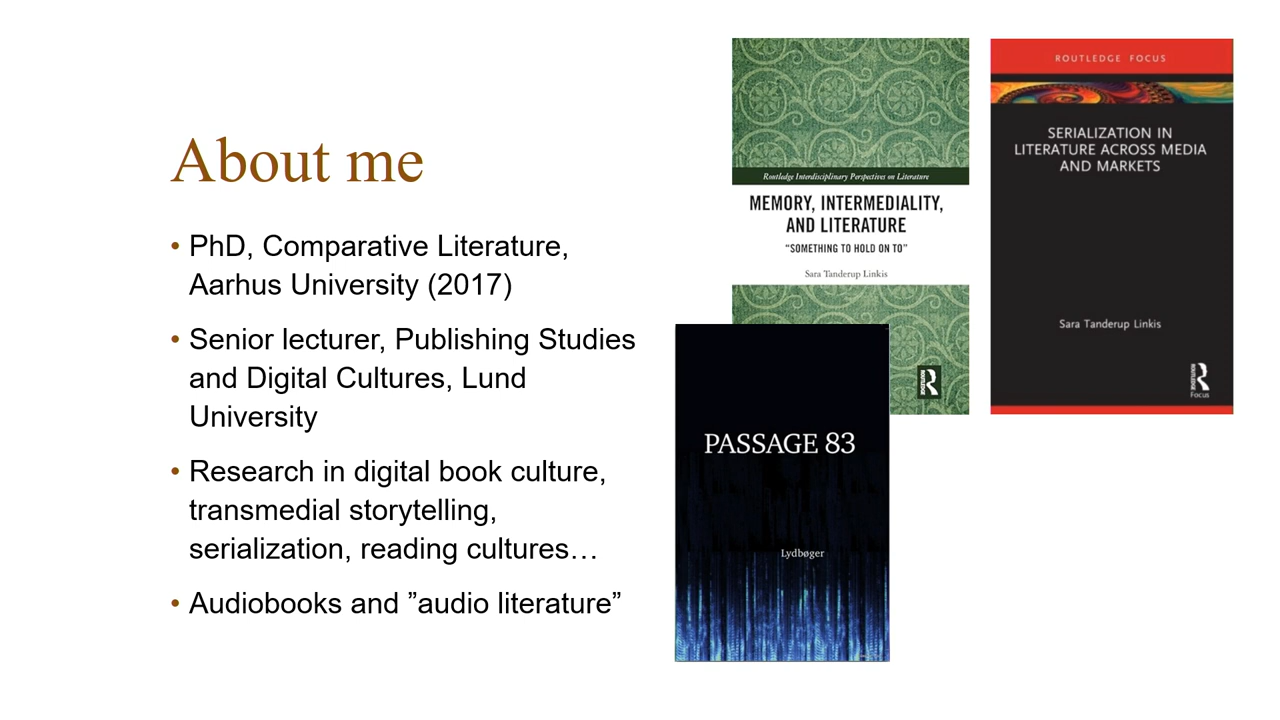 About me
• PhD, Comparative Literature,
Aarhus University (2017)
• Senior lecturer, Publishing Studies
and Digital Cultures, Lund
University
• Research in digital book culture,
transmedial storytelling,
serialization, reading cultures…
• Audiobooks and ”audio literature”
Routledge Interdisciplinary Perspectives on Literature
MEMORY, INTERMEDIALITY,
AND LITERATURE
“SOMETHING TO HOLD ON TO”
Sara Tanderup Linkis
ROUTLEDGE
R
ROUTLEDGE FOCUS
SERIALIZATION IN
LITERATURE ACROSS MEDIA
AND MARKETS
Sara Tanderup Linkis
ROUTLEDGE
R
Focus
PASSAGE 83
Lydbøger